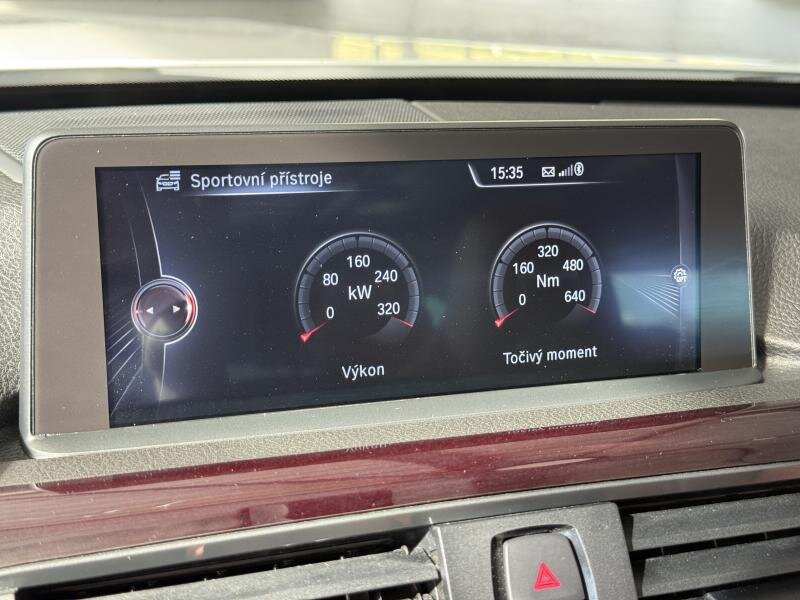 Sportovní přístroje
15:35
160
80 240
kW
0 320
Výkon
320
160 480
Nm
0 640
Točivý moment
OPT